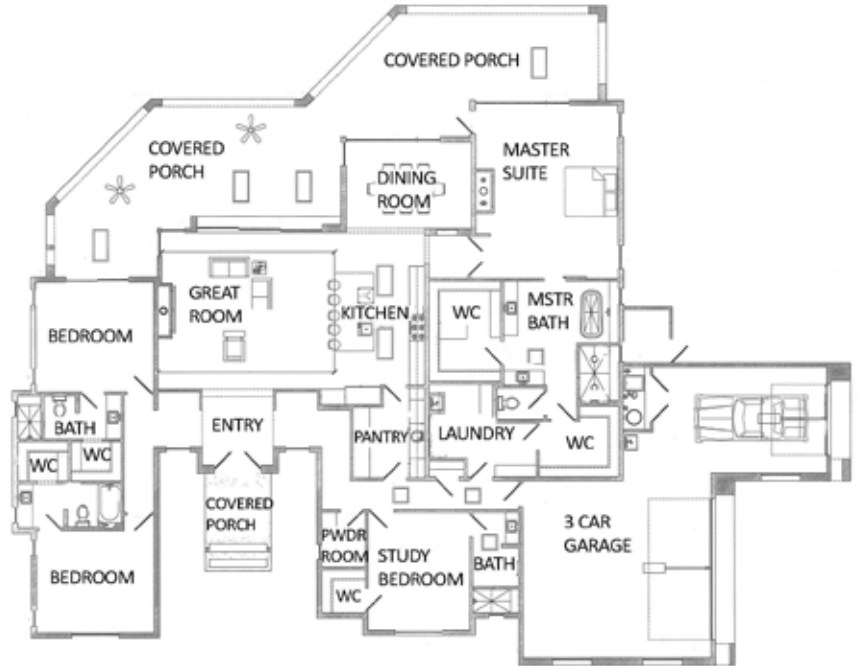 COVERED PORCH
COVERED
PORCH
MASTER
SUITE
DINING
ROOM
GREAT
ROOM
KITCHEN
WC
MSTR
BATH
BEDROOM
BATH
ENTRY
PANTRY
LAUNDRY
WC
WC
WC
COVERED
PORCH
3 CAR
GARAGE
PWDR
ROOM
STUDY
BEDROOM
BATH
BEDROOM
WC